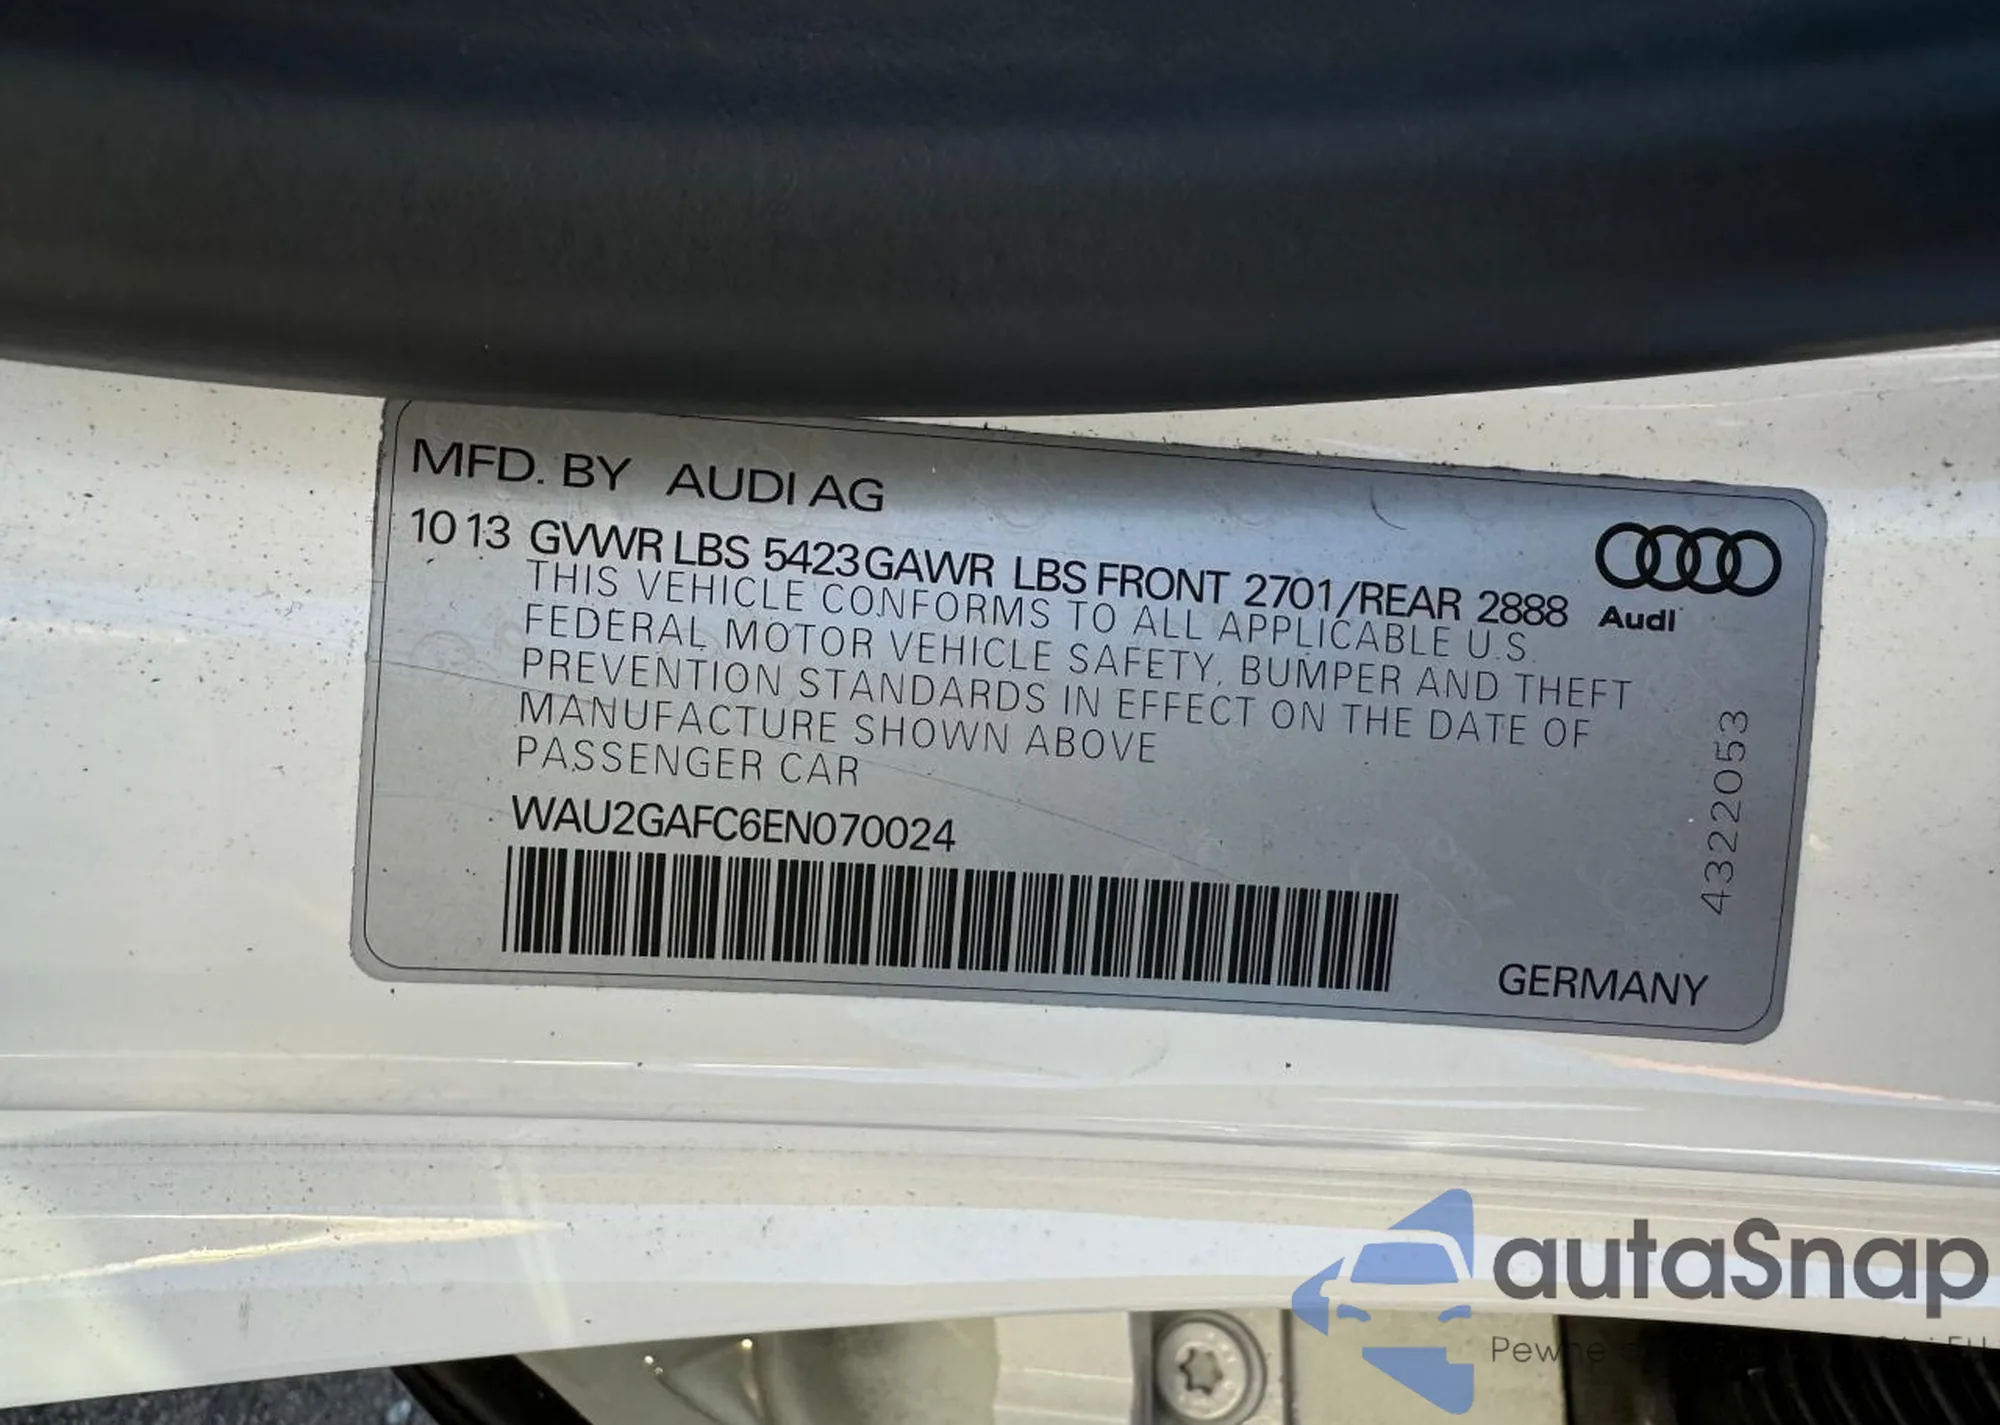 MFD. BY AUDI AG
10 13 GVWR LBS 5423 GAWR LBS FRONT 2701/REAR 2888
THIS VEHICLE CONFORMS TO ALL APPLICABLE U.S.
FEDERAL MOTOR VEHICLE SAFETY, BUMPER AND THEFT
PREVENTION STANDARDS IN EFFECT ON THE DATE OF
MANUFACTURE SHOWN ABOVE
PASSENGER CAR
WAU2GAFC6EN070024
Audi
4322053
GERMANY
autaSnap